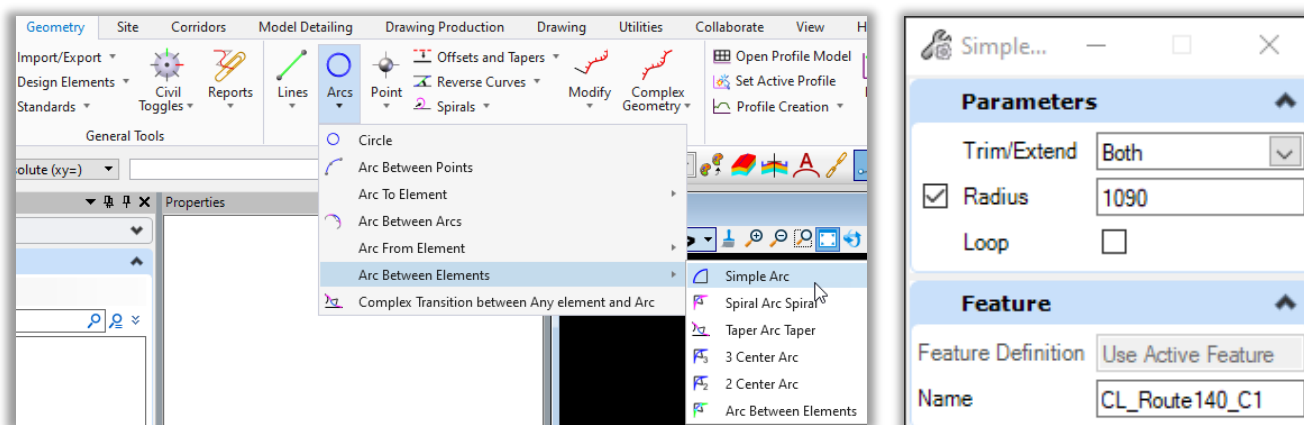 Geometry Site Corridors Model Detailing Drawing Production Drawing Utilities Collaborate View
Import/Export
Design Elements
Standards
Civil Toggles
Reports
General Tools
Lines
Arcs
Point
Offsets and Tapers
Reverse Curves
Spirals
Modify
Complex Geometry
Open Profile Model
Set Active Profile
Profile Creation
(xy=)
Properties
Circle
Arc Between Points
Arc To Element
Arc Between Arcs
Arc From Element
Arc Between Elements
Complex Transition between Any element and Arc
Simple Arc
Spiral Arc Spiral
Taper Arc Taper
3 Center Arc
2 Center Arc
Arc Between Elements
Simple...
Parameters
Trim/Extend Both
Radius 1090
Loop
Feature
Feature Definition Use Active Feature
Name CL_Route140_C1